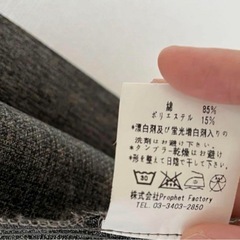 綿 85%
ポリエステル 15%
*漂白剤及び蛍光増白剤入りの
洗剤はお避け下さい。
*タンブラー乾燥はお避け下さい
*形を整えて日陰で干して下さい
株式会社Prophet Factory
TEL 03-3403-2850